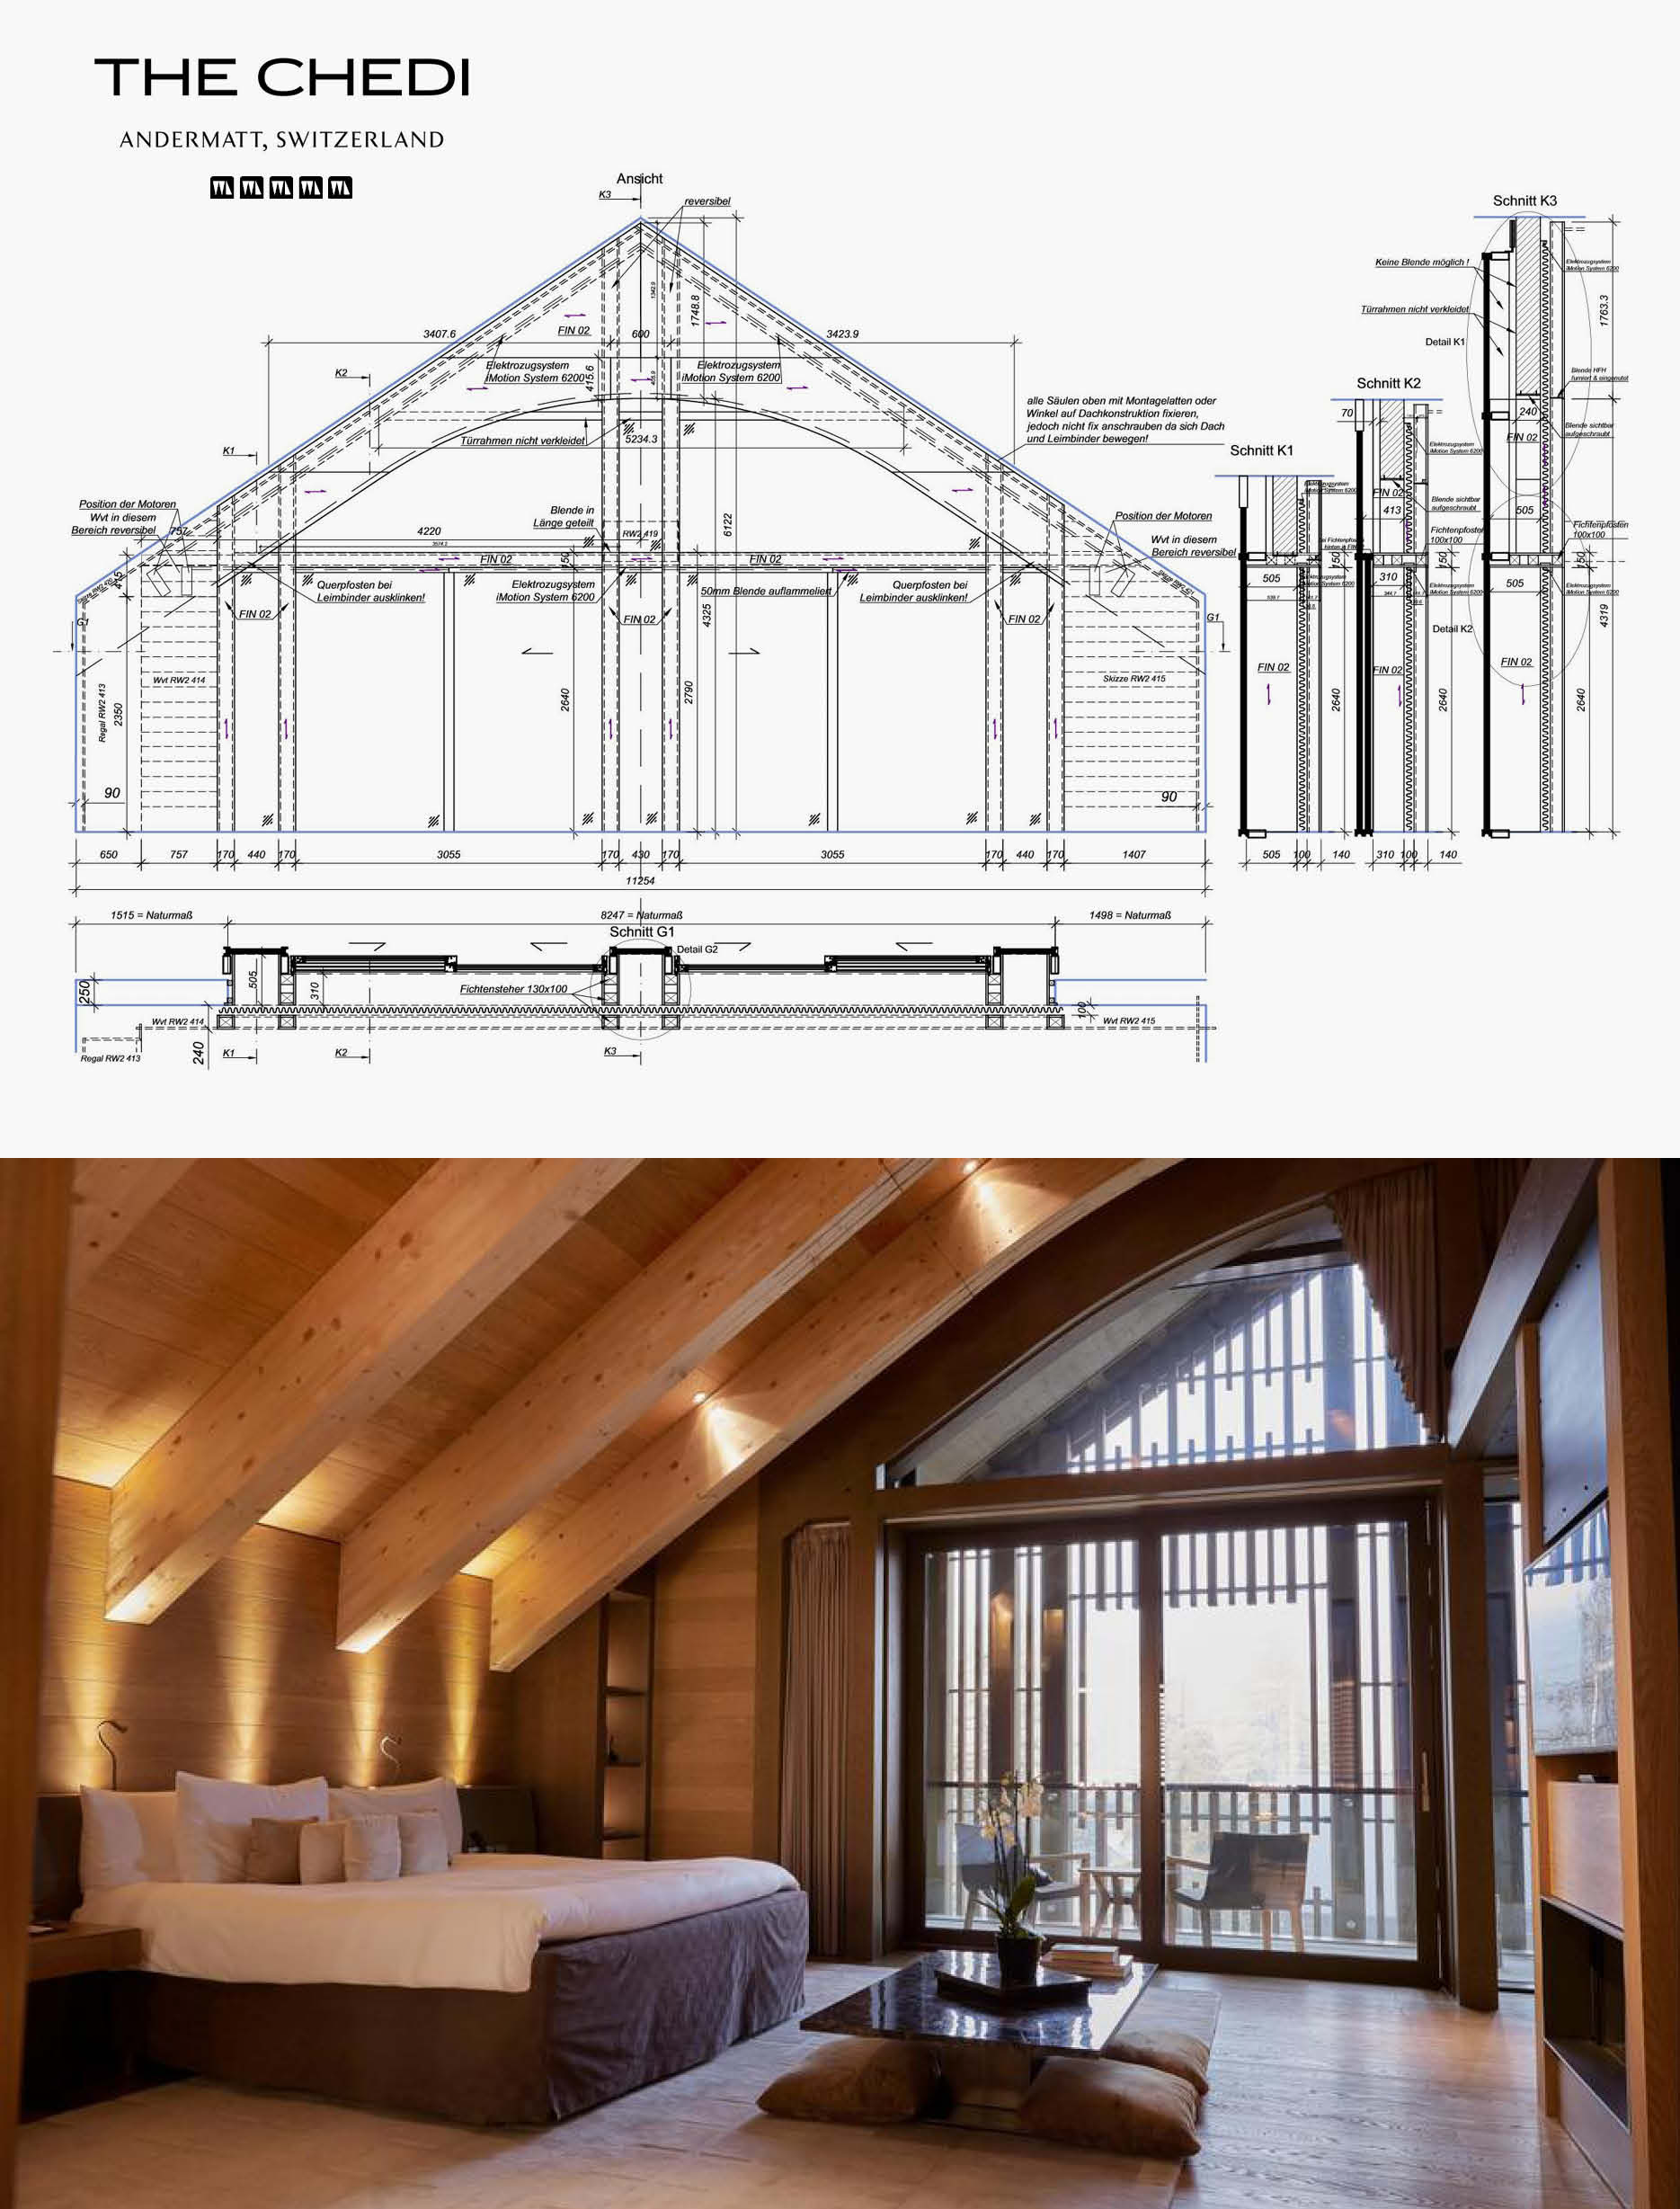 THE CHEDI
ANDERMATT, SWITZERLAND
Ansicht
K3
reversibel
Schnitt K3
Keine Blende möglich !
Türrahmen nicht verkleidet
Detail K1
1763.3
3407.6
FIN 02
600
1748.8
3423.9
Elektrozugsystem
iMotion System 6200
415.6
Elektrozugsystem
iMotion System 6200
K2
Schnitt K2
70
240
FIN 02
Blende sichtbar
aufgeschraubt
alle Säulen oben mit Montagelatten oder
Winkel auf Dachkonstruktion fixieren,
jedoch nicht fix anschrauben da sich Dach
und Leimbinder bewegen!
Türrahmen nicht verkleidet
5234.3
K1
Schnitt K1
Position der Motoren
Wvt in diesem
Bereich reversibel
757
4220
Blende in
Länge geteilt
RW2 419
6122
Position der Motoren
Wvt in diesem
Bereich reversibel
FIN 02
413
Blende sichtbar
aufgeschraubt
Fichtenpfosten
100x100
505
Fichtenpfosten
100x100
FIN 02
150
FIN 02
Querpfosten bei
Leimbinder ausklinken!
Elektrozugsystem
iMotion System 6200
50mm Blende auflammeliert
Querpfosten bei
Leimbinder ausklinken!
505
310
150
505
150
FIN 02
FIN 02
4325
FIN 02
G1
G1
Detail K2
4319
Wvt RW2 414
Regal RW2 413
2350
2640
2790
Skizze RW2 415
FIN 02
2640
FIN 02
2640
FIN 02
2640
90
90
650
757
170
440
170
3055
170
430
170
3055
170
440
170
1407
505
100
140
310
100
140
11254
1515 = Naturmaß
8247 = Naturmaß
1498 = Naturmaß
Schnitt G1
Detail G2
250
505
310
Fichtensteher 130x100
100
Wvt RW2 414
Wvt RW2 415
Regal RW2 413
240
K1
K2
K3